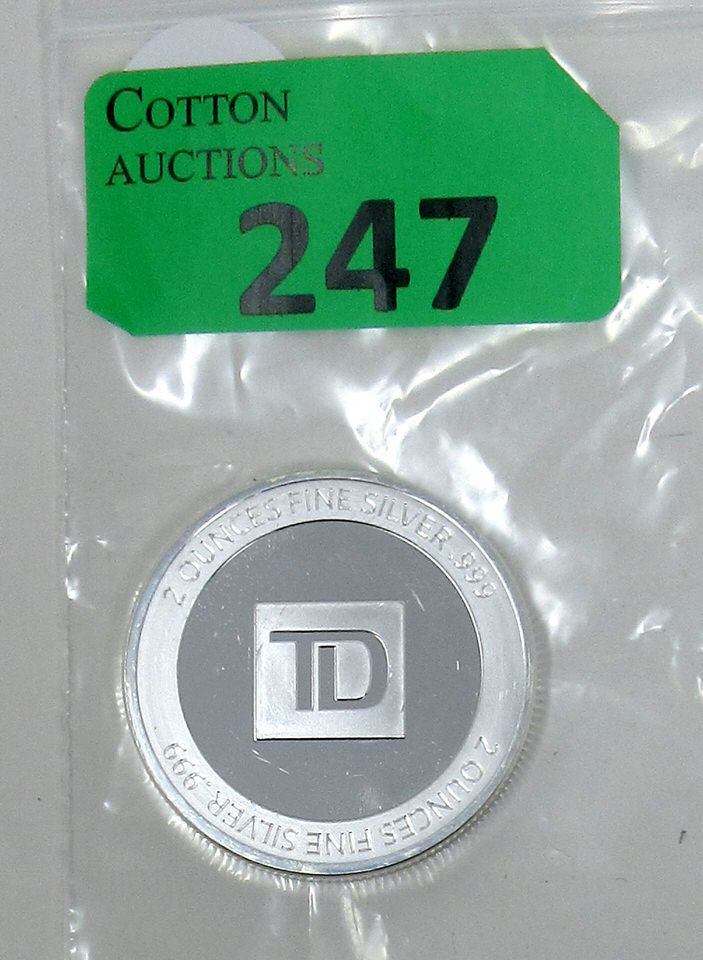 COTTON
AUCTIONS
247
2 OUNCES FINE SILVER .999
TD
2 OUNCES FINE SILVER .999